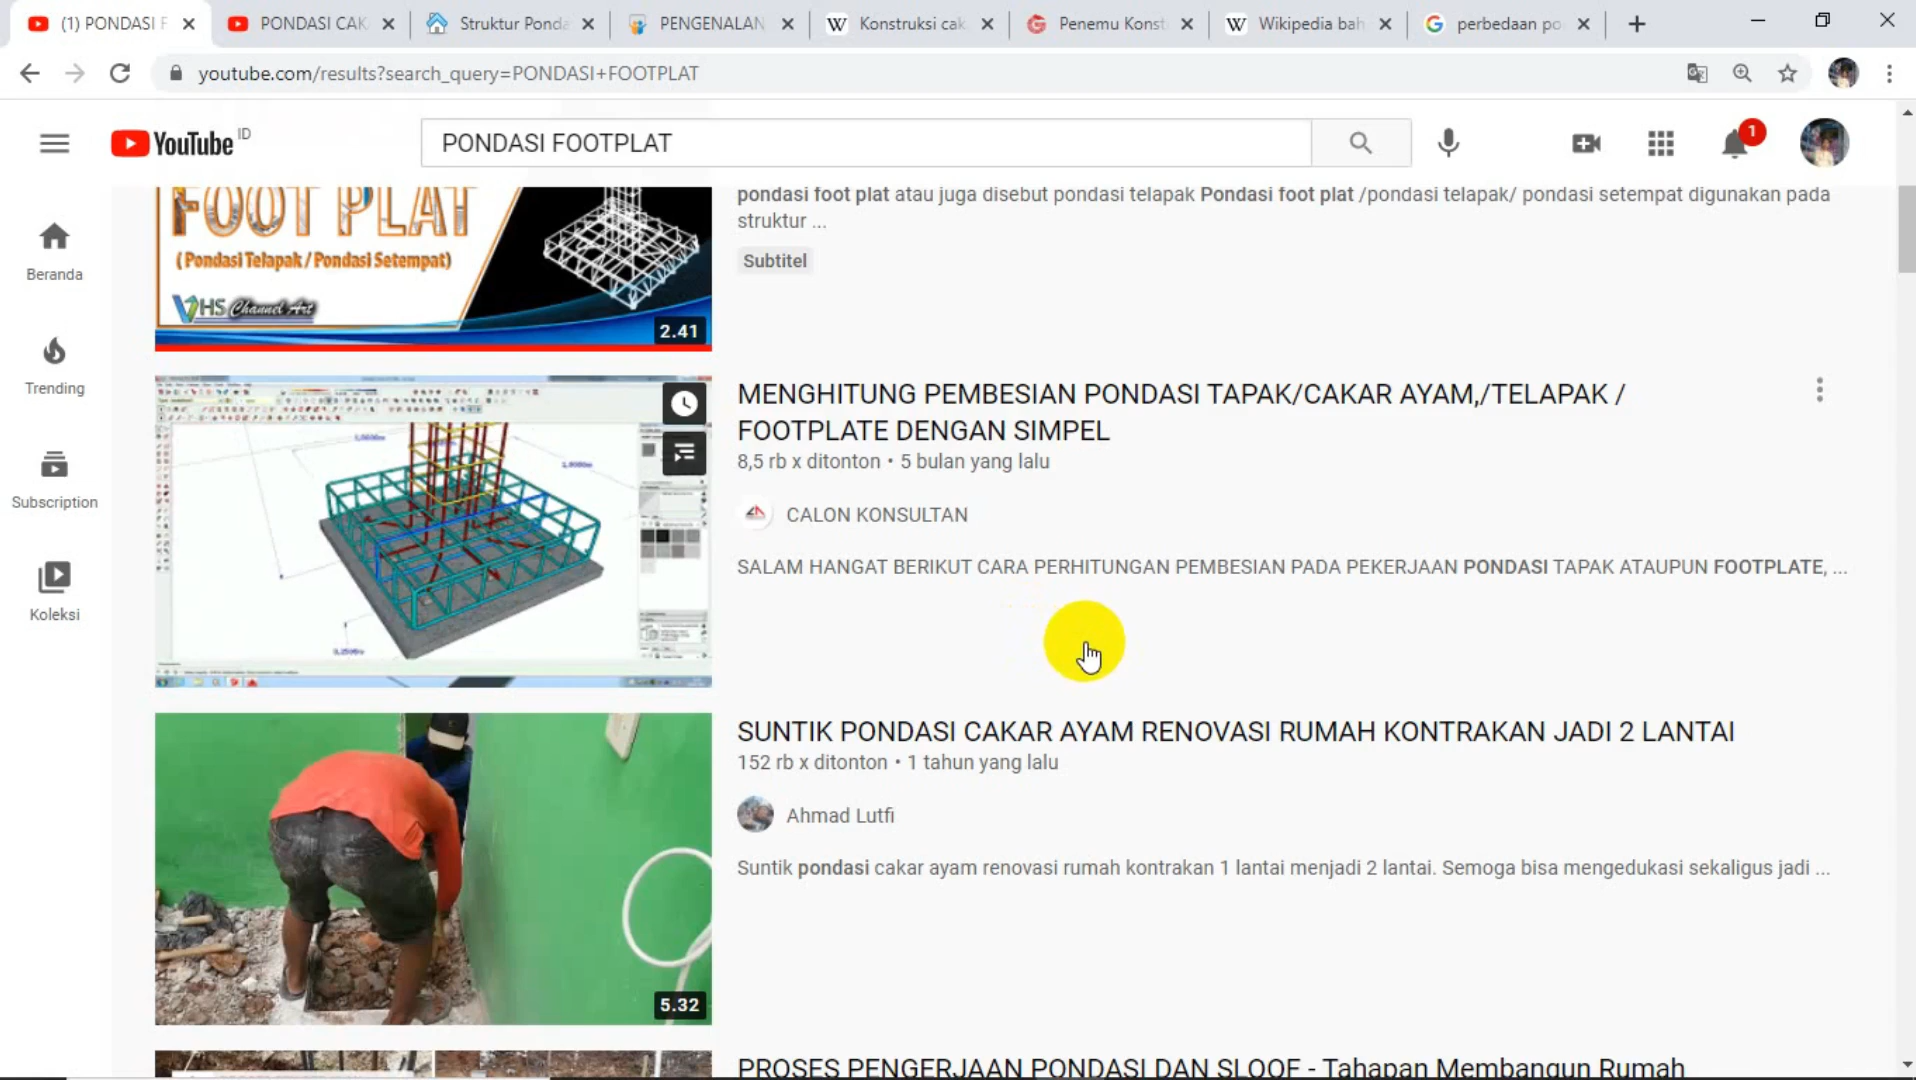 (1) PONDASI F
PONDASI CAK
Struktur Ponda
PENGENALAN
Konstruksi cak
Penemu Konst
Wikipedia bah
perbedaan po
youtube.com/results?search_query=PONDASI+FOOTPLAT
YouTube ID
PONDASI FOOTPLAT
1
Beranda
Trending
Subscription
Koleksi
FOOT PLAT
(Pondasi Telapak / Pondasi Setempat)
VHS Channel Art
2.41
pondasi foot plat atau juga disebut pondasi telapak Pondasi foot plat /pondasi telapak/ pondasi setempat digunakan pada
struktur ...
Subtitel
MENGHITUNG PEMBESIAN PONDASI TAPAK/CAKAR AYAM,/TELAPAK /
FOOTPLATE DENGAN SIMPEL
8,5 rb x ditonton • 5 bulan yang lalu
CALON KONSULTAN
SALAM HANGAT BERIKUT CARA PERHITUNGAN PEMBESIAN PADA PEKERJAAN PONDASI TAPAK ATAUPUN FOOTPLATE, ...
5.32
SUNTIK PONDASI CAKAR AYAM RENOVASI RUMAH KONTRAKAN JADI 2 LANTAI
152 rb x ditonton • 1 tahun yang lalu
Ahmad Lutfi
Suntik pondasi cakar ayam renovasi rumah kontrakan 1 lantai menjadi 2 lantai. Semoga bisa mengedukasi sekaligus jadi ...
PROSES PENGERJAAN PONDASI DAN SLOOF - Tahapan Membangun Rumah